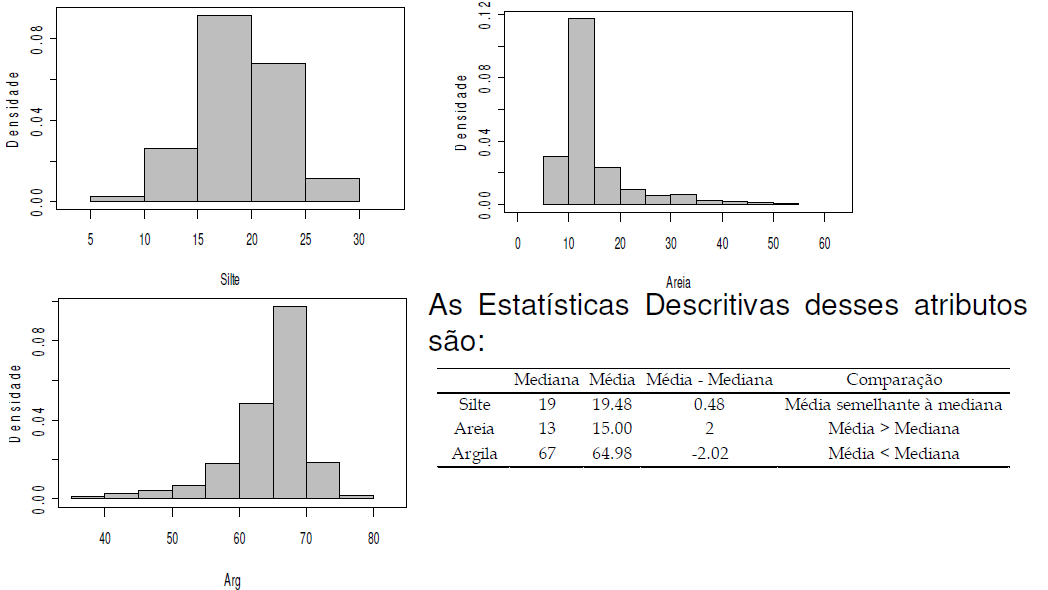 Densidade
0.00 0.04 0.08
5 10 15 20 25 30
Silte
Densidade
0.00 0.04 0.08 0.12
0 10 20 30 40 50 60
Areia
Densidade
0.00 0.04 0.08
40 50 60 70 80
Arg
As Estatísticas Descritivas desses atributos
são:
Mediana Média Média - Mediana Comparação
Silte 19 19.48 0.48 Média semelhante à mediana
Areia 13 15.00 2 Média > Mediana
Argila 67 64.98 -2.02 Média < Mediana